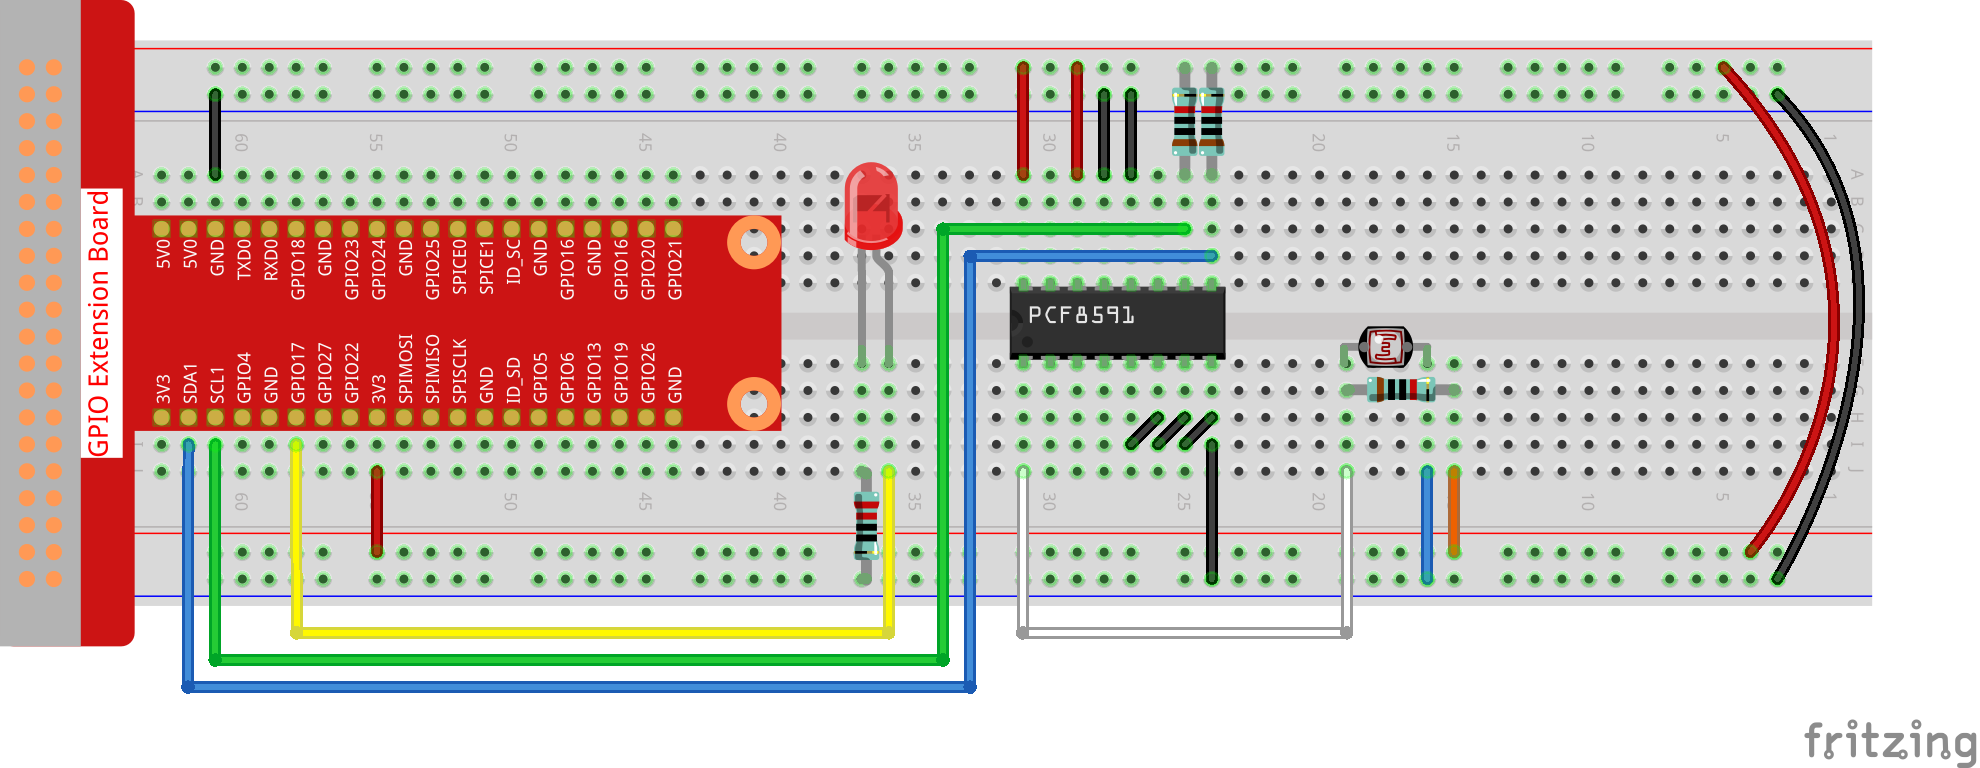 60 55 50 45 40 35 30 25 20 15 10 5 1
A
B
C
GPIO Extension Board
5V0 5V0 GND TXD0 RXD0 GPIO18 GND GPIO23 GPIO24 GND GPIO25 SPICE0 SPICE1 ID_SC GND GPIO16 GND GPIO16 GPIO20 GPIO21
PCF8591
3V3 SDA1 SCL1 GPIO4 GND GPIO17 GPIO27 GPIO22 3V3 SPIMOSI SPIMISO SPISCLK GND ID_SD GPIO5 GPIO6 GPIO13 GPIO19 GPIO26 GND
H
I
J
60 50 45 40 35 30 25 20 15 10 5 1
fritzing